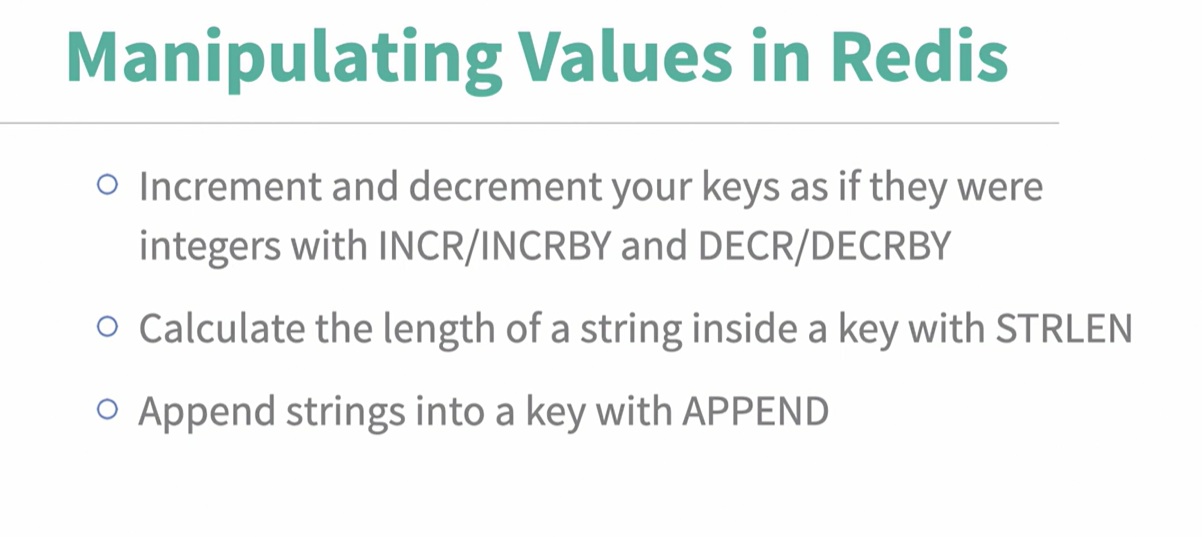 Manipulating Values in Redis
Increment and decrement your keys as if they were
integers with INCR/INCRBY and DECR/DECRBY
Calculate the length of a string inside a key with STRLEN
Append strings into a key with APPEND